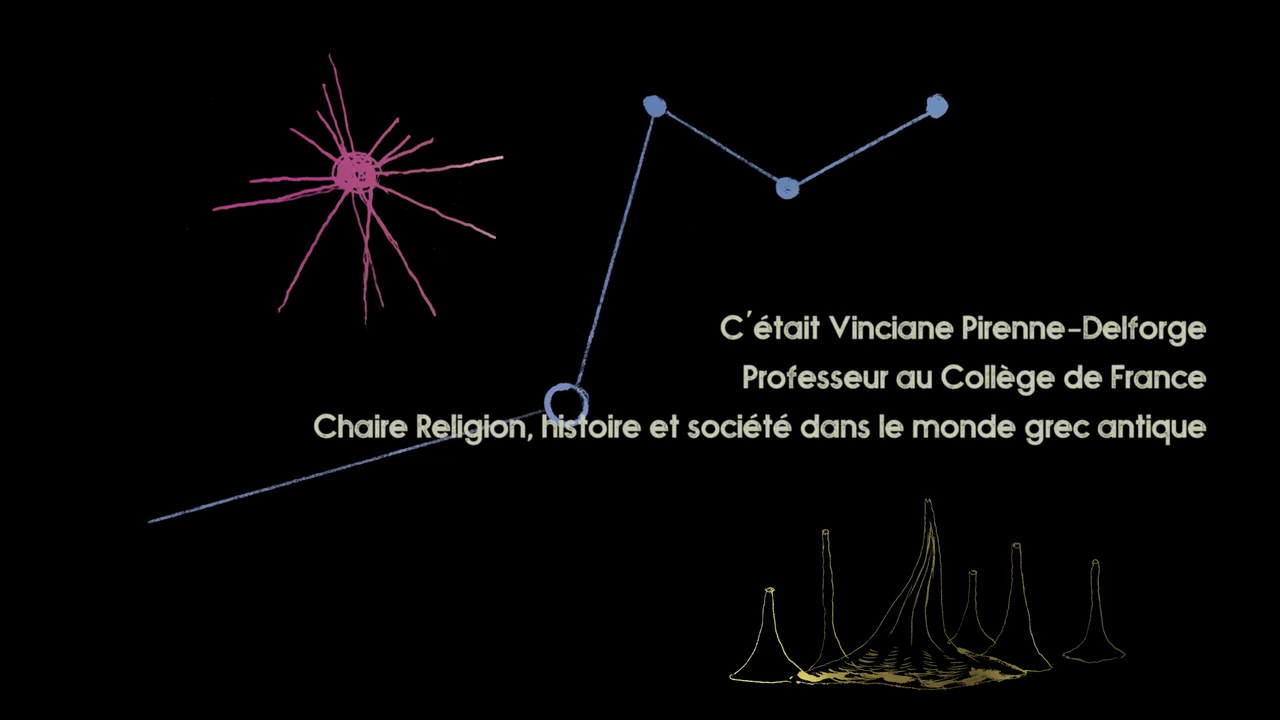 C'était Vinciane Pirenne-Delforge
Professeur au Collège de France
Chaire Religion, histoire et société dans le monde grec antique